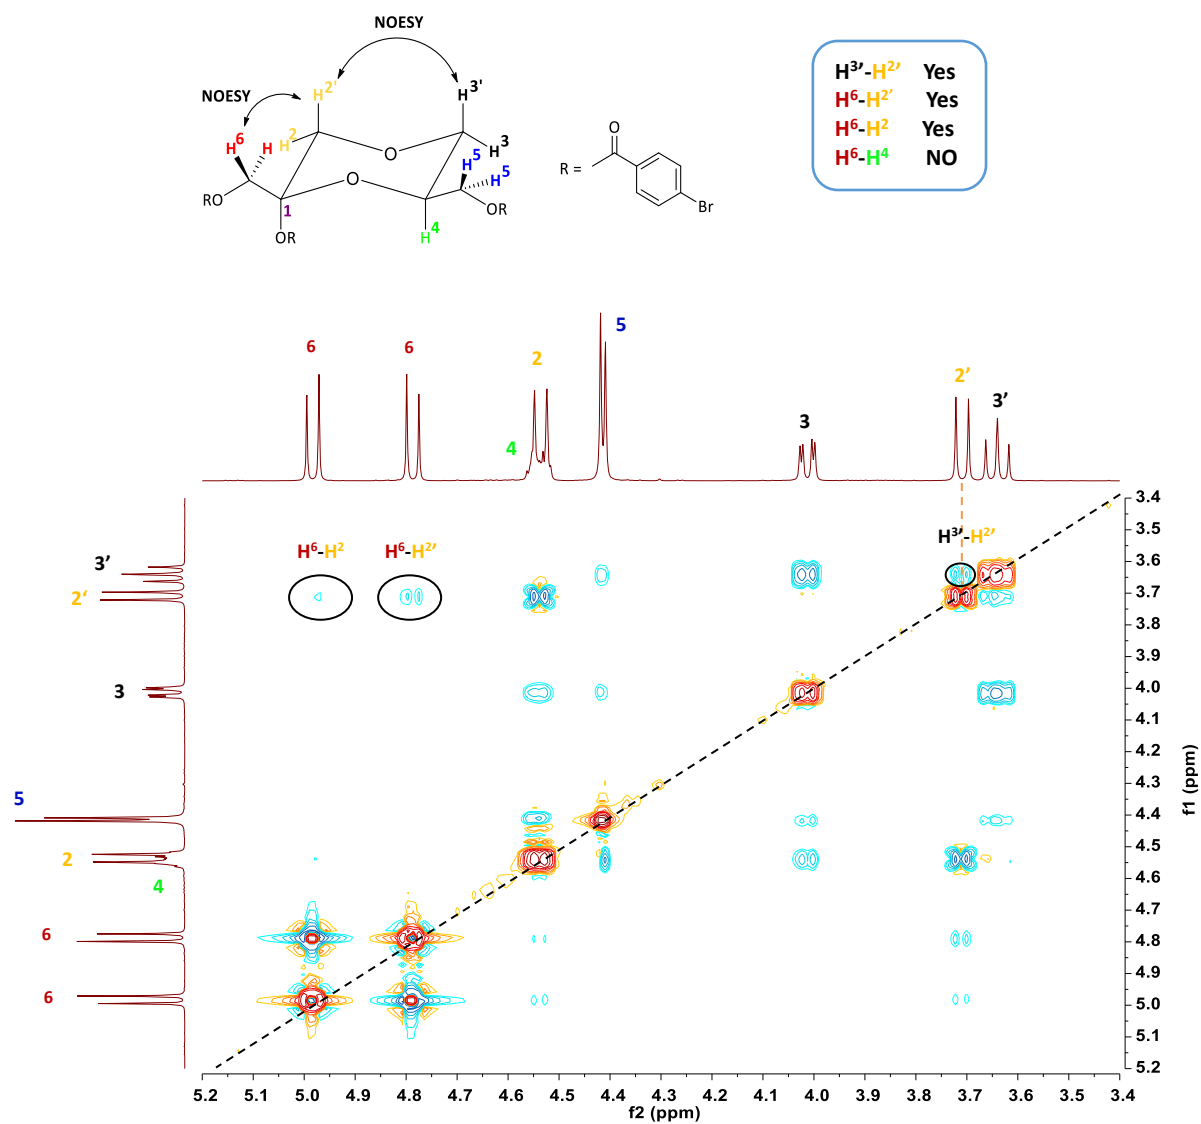 NOESY
H3'-H2' Yes
H6-H2' Yes
H6-H2 Yes
H6-H4 NO
NOESY
H2'
H3'
H6
H
H2
O
H3
H5
H5
O
RO
1
OR
OR
H4
R =
O
Br
6
6
2
4
5
3
2'
3'
H6-H2
H6-H2'
H3'-H2'
3'
2'
3
5
2
4
6
6
3.4
3.5
3.6
3.7
3.8
3.9
4.0
4.1
4.2
4.3
4.4
4.5
4.6
4.7
4.8
4.9
5.0
5.1
5.2
f1 (ppm)
5.2 5.1 5.0 4.9 4.8 4.7 4.6 4.5 4.4 4.3 4.2 4.1 4.0 3.9 3.8 3.7 3.6 3.5 3.4
f2 (ppm)